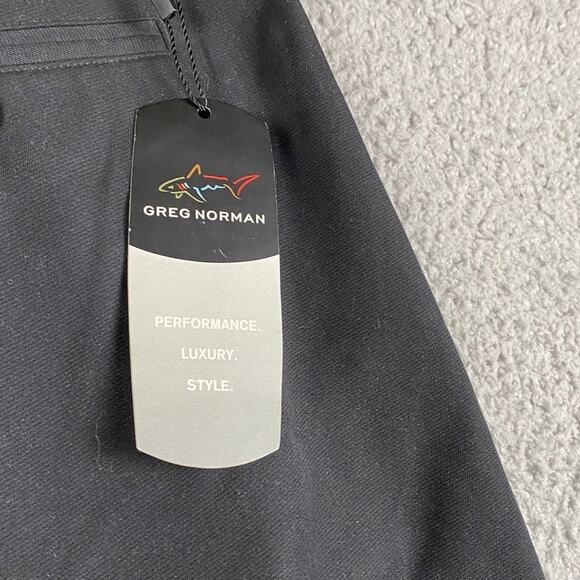 GREG NORMAN
PERFORMANCE.
LUXURY.
STYLE.